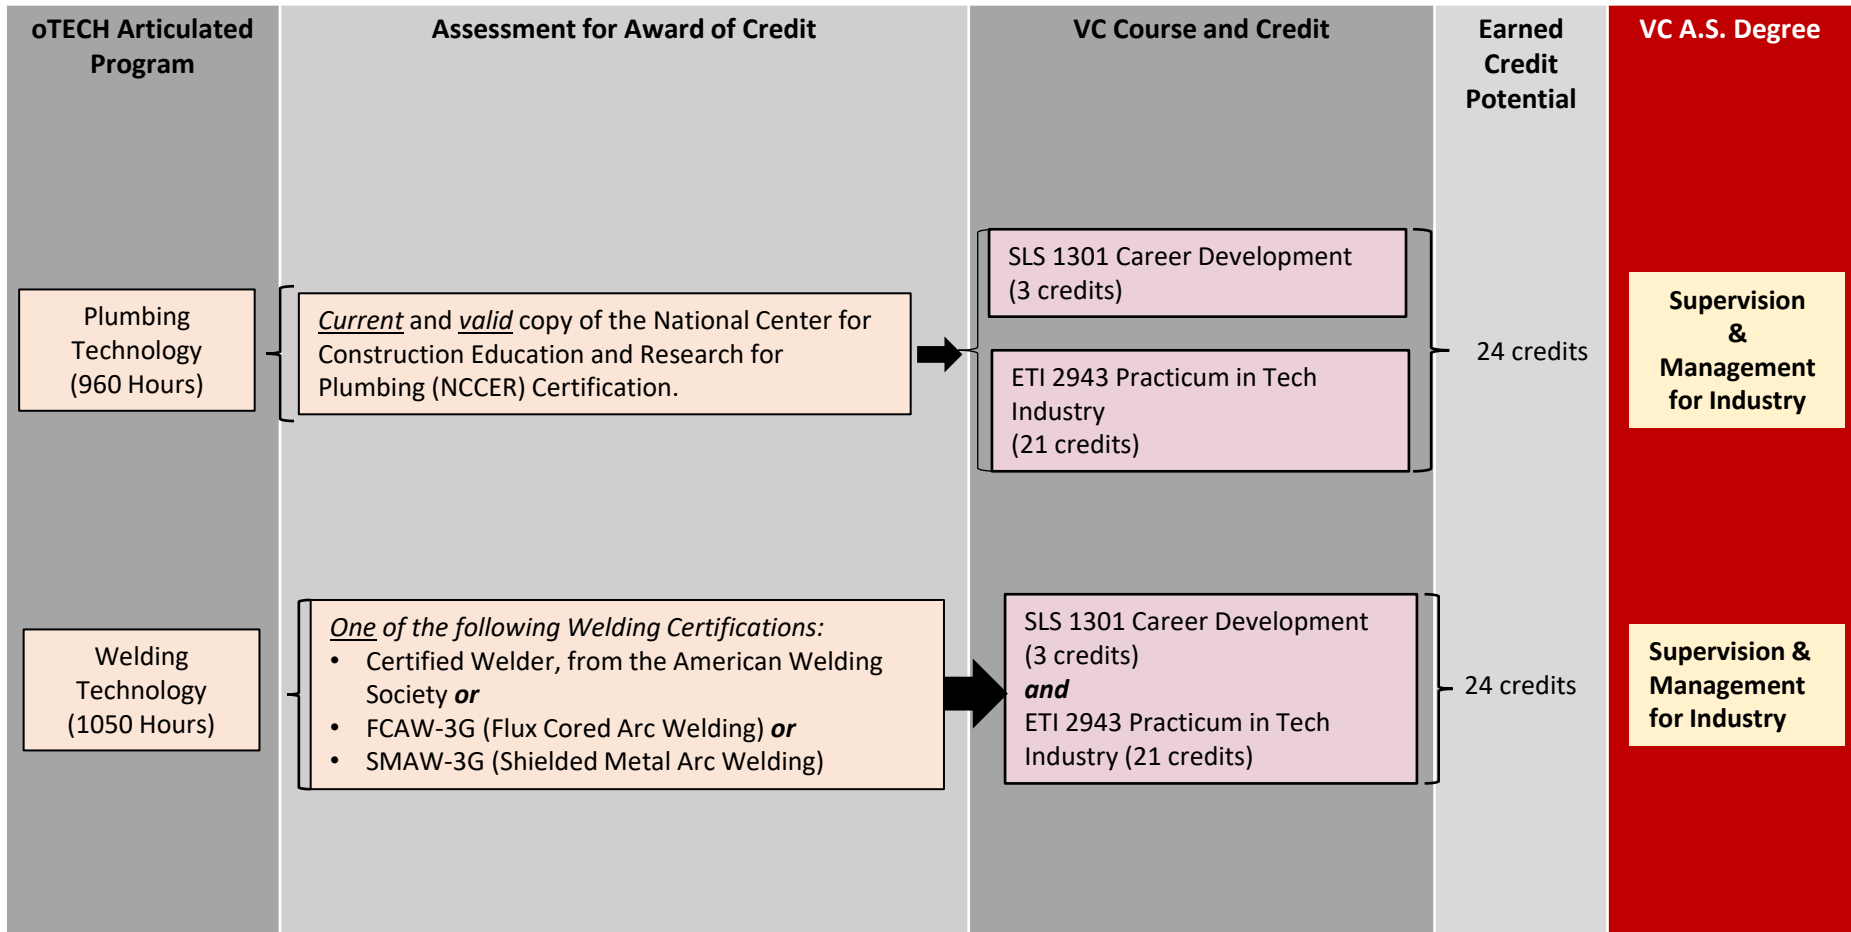 oTECH Articulated
Program
Assessment for Award of Credit
VC Course and Credit
Earned
Credit
Potential
VC A.S. Degree
Plumbing
Technology
(960 Hours)
Current and valid copy of the National Center for
Construction Education and Research for
Plumbing (NCCER) Certification.
SLS 1301 Career Development
(3 credits)
ETI 2943 Practicum in Tech
Industry
(21 credits)
24 credits
Supervision
&
Management
for Industry
Welding
Technology
(1050 Hours)
One of the following Welding Certifications:
• Certified Welder, from the American Welding
Society or
• FCAW-3G (Flux Cored Arc Welding) or
• SMAW-3G (Shielded Metal Arc Welding)
SLS 1301 Career Development
(3 credits)
and
ETI 2943 Practicum in Tech
Industry (21 credits)
24 credits
Supervision &
Management
for Industry